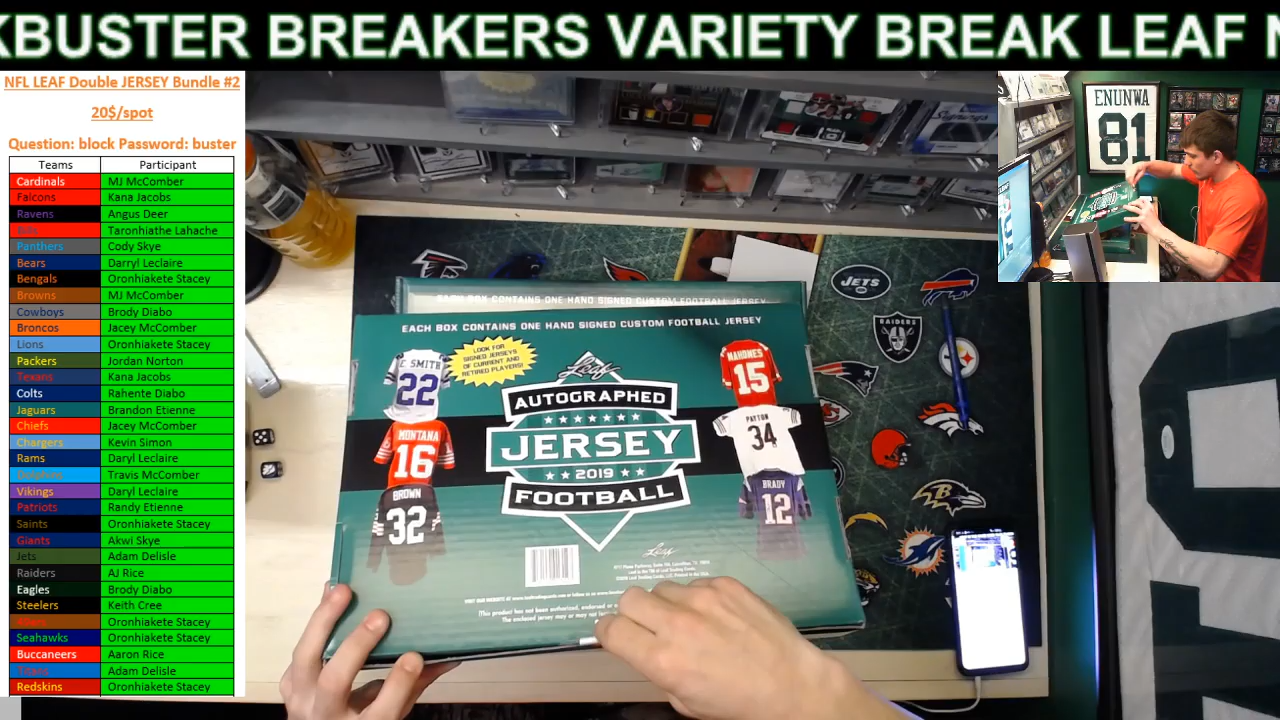 KBUSTER BREAKERS VARIETY BREAK LEAF N
NFL LEAF Double JERSEY Bundle #2
20$/spot
Question: block Password: buster
Teams Participant
Cardinals MJ McComber
Falcons Kana Jacobs
Ravens Angus Deer
Bills Taronhiathe Lahache
Panthers Cody Skye
Bears Darryl Leclaire
Bengals Oronhiakete Stacey
Browns MJ McComber
Cowboys Brody Diabo
Broncos Jacey McComber
Lions Oronhiakete Stacey
Packers Jordan Norton
Texans Kana Jacobs
Colts Rahente Diabo
Jaguars Brandon Etienne
Chiefs Jacey McComber
Chargers Kevin Simon
Rams Daryl Leclaire
Dolphins Travis McComber
Vikings Daryl Leclaire
Patriots Randy Etienne
Saints Oronhiakete Stacey
Giants Akwi Skye
Jets Adam Delisle
Raiders AJ Rice
Eagles Brody Diabo
Steelers Keith Cree
49ers Oronhiakete Stacey
Seahawks Oronhiakete Stacey
Buccaneers Aaron Rice
Titans Adam Delisle
Redskins Oronhiakete Stacey
ENUNWA
81
EACH BOX CONTAINS ONE HAND SIGNED CUSTOM FOOTBALL JERSEY
EACH BOX CONTAINS ONE HAND SIGNED CUSTOM FOOTBALL JERSEY
E SMITH
22
LOOK FOR
SIGNED JERSEYS
OF CURRENT AND
RETIRED PLAYERS!
Leaf
AUTOGRAPHED
JERSEY
2019
FOOTBALL
MONTANA
16
BROWN
32
MAHOMES
15
PAYTON
34
BRADY
12
Leaf
JETS
RAIDERS